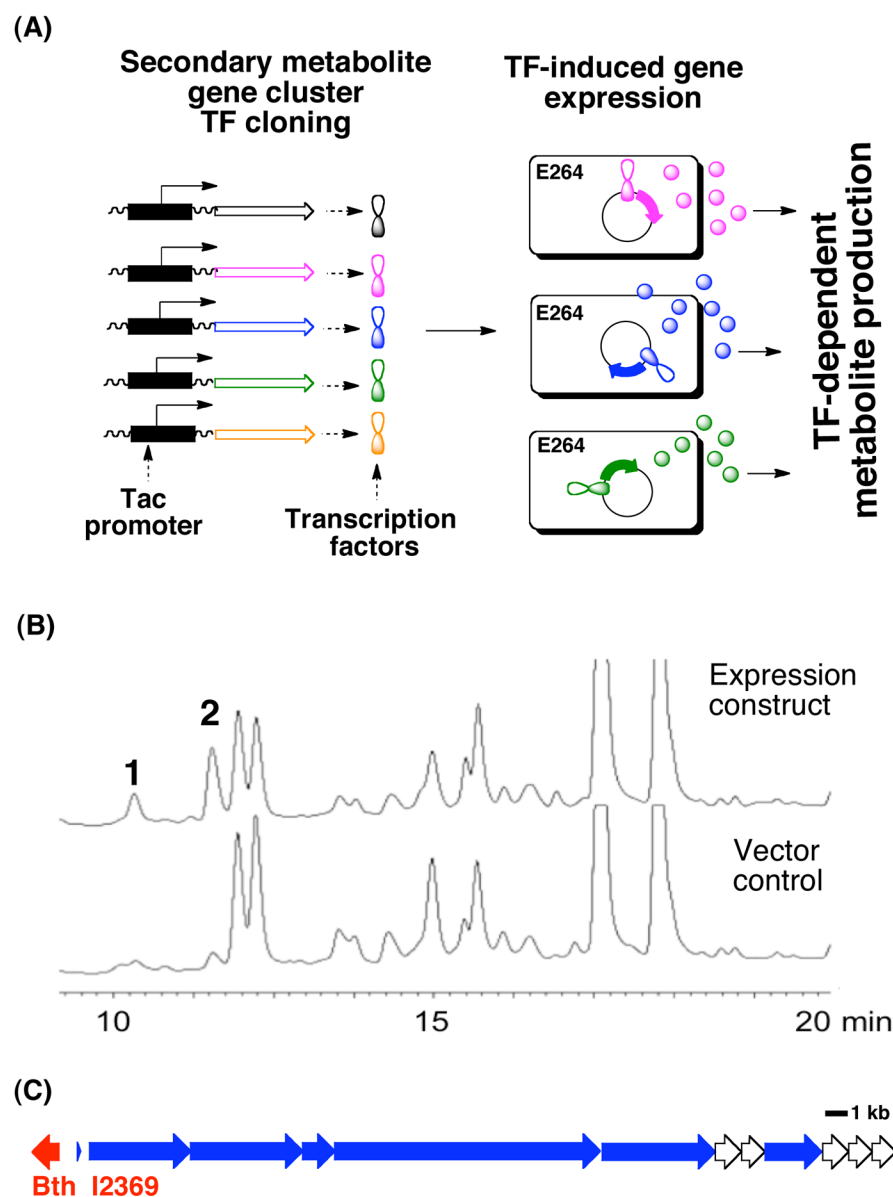 (A)
Secondary metabolite
gene cluster
TF cloning
TF-induced gene
expression
E264
E264
E264
TF-dependent
metabolite production
Tac
promoter
Transcription
factors
(B)
1
2
Expression
construct
Vector
control
10 15 20 min
(C)
1 kb
Bth I2369